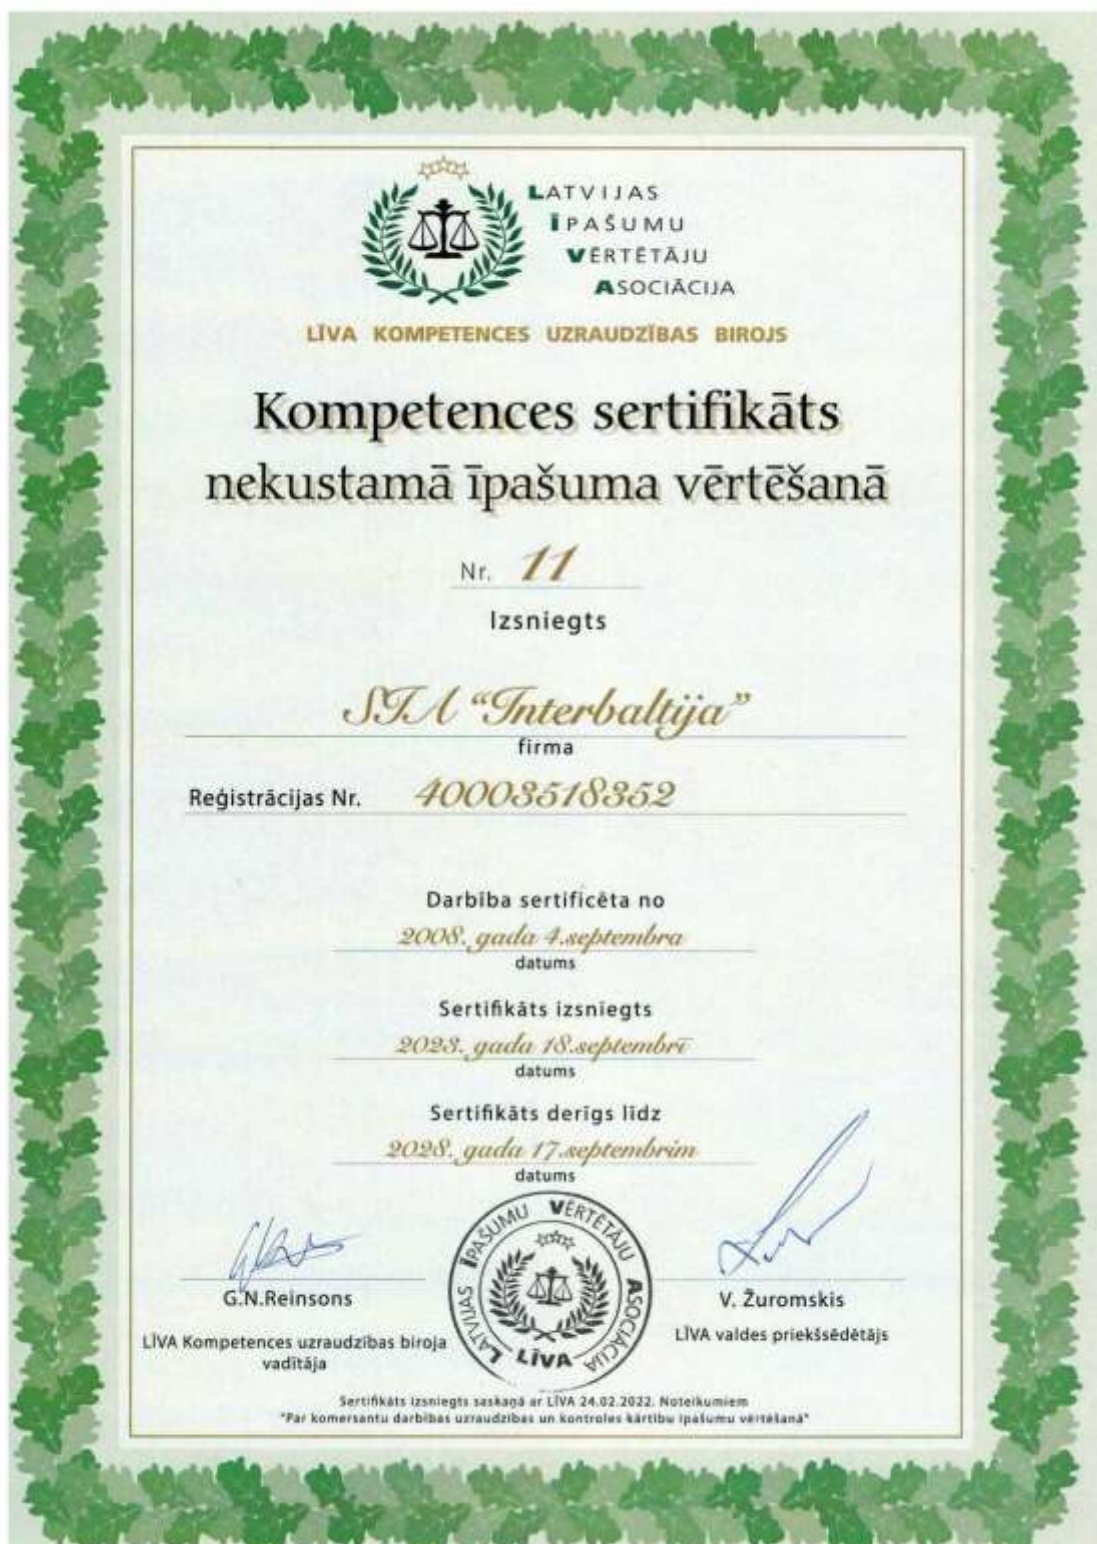 LATVIJAS
ĪPAŠUMU
VĒRTĒTĀJU
ASOCIĀCIJA
LĪVA KOMPETENCES UZRAUDZĪBAS BIROJS
Kompetences sertifikāts
nekustamā īpašuma vērtēšanā
Nr. 11
Izsniegts
SIA “Interbaltija”
firma
Reģistrācijas Nr. 40003518352
Darbība sertificēta no
2008. gada 4.septembra
datums
Sertifikāts izsniegts
2023. gada 18.septembrī
datums
Sertifikāts derīgs līdz
2028. gada 17.septembrim
datums
LATVIJAS ĪPAŠUMU VĒRTĒTĀJU ASOCIĀCIJA
LĪVA
G.N.Reinsons
LĪVA Kompetences uzraudzības biroja
vadītāja
V. Žuromskis
LĪVA valdes priekšsēdētājs
Sertifikāts izsniegts saskaņā ar LĪVA 24.02.2022. Noteikumiem
"Par komersantu darbības uzraudzības un kontroles kārtību īpašumu vērtēšanā"